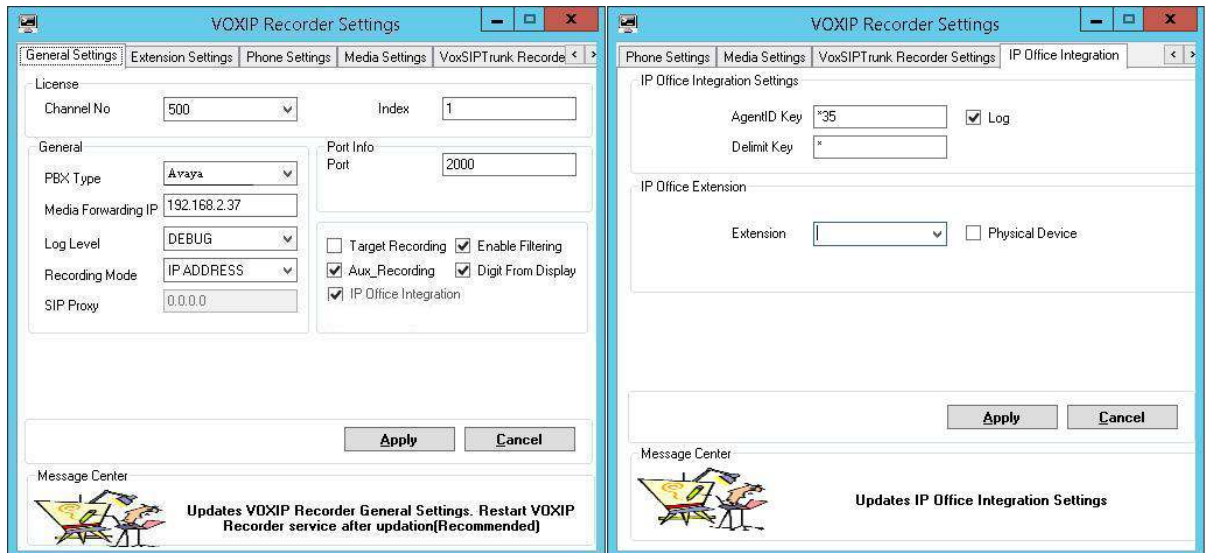 VOXIP Recorder Settings
General Settings Extension Settings Phone Settings Media Settings VoxSIPTrunk Recorde
License
Channel No 500 Index 1
General
PBX Type Avaya
Media Forwarding IP 192.168.2.37
Log Level DEBUG
Recording Mode IP ADDRESS
SIP Proxy 0.0.0.0
Port Info
Port 2000
Target Recording Enable Filtering
Aux_Recording Digit From Display
IP Office Integration
Apply Cancel
Message Center
Updates VOXIP Recorder General Settings. Restart VOXIP
Recorder service after updation(Recommended)
VOXIP Recorder Settings
Phone Settings Media Settings VoxSIPTrunk Recorder Settings IP Office Integration
IP Office Integration Settings
AgentID Key *35 Log
Delimit Key *
IP Office Extension
Extension Physical Device
Apply Cancel
Message Center
Updates IP Office Integration Settings